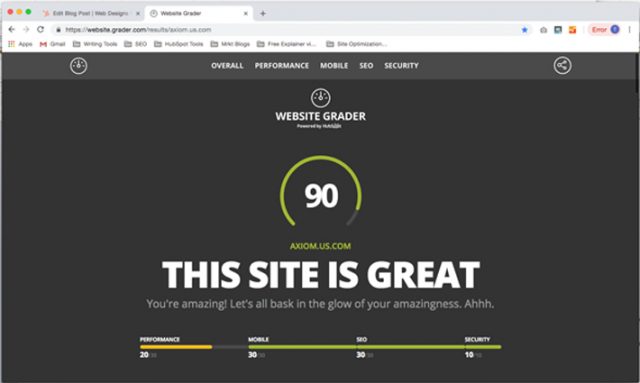 Edit Blog Post | Web Designe
Website Grader
https://website.grader.com/results/axiom.us.com
Error
Apps
Gmail
Writing Tools
SEO
HubSpot Tools
Mrkt Blogs
Free Explainer vi...
Site Optimization...
OVERALL PERFORMANCE MOBILE SEO SECURITY
WEBSITE GRADER
Powered by HubSpot
90
AXIOM.US.COM
THIS SITE IS GREAT
You're amazing! Let's all bask in the glow of your amazingness. Ahhh.
PERFORMANCE MOBILE SEO SECURITY
20/30 30/30 30/30 10/10